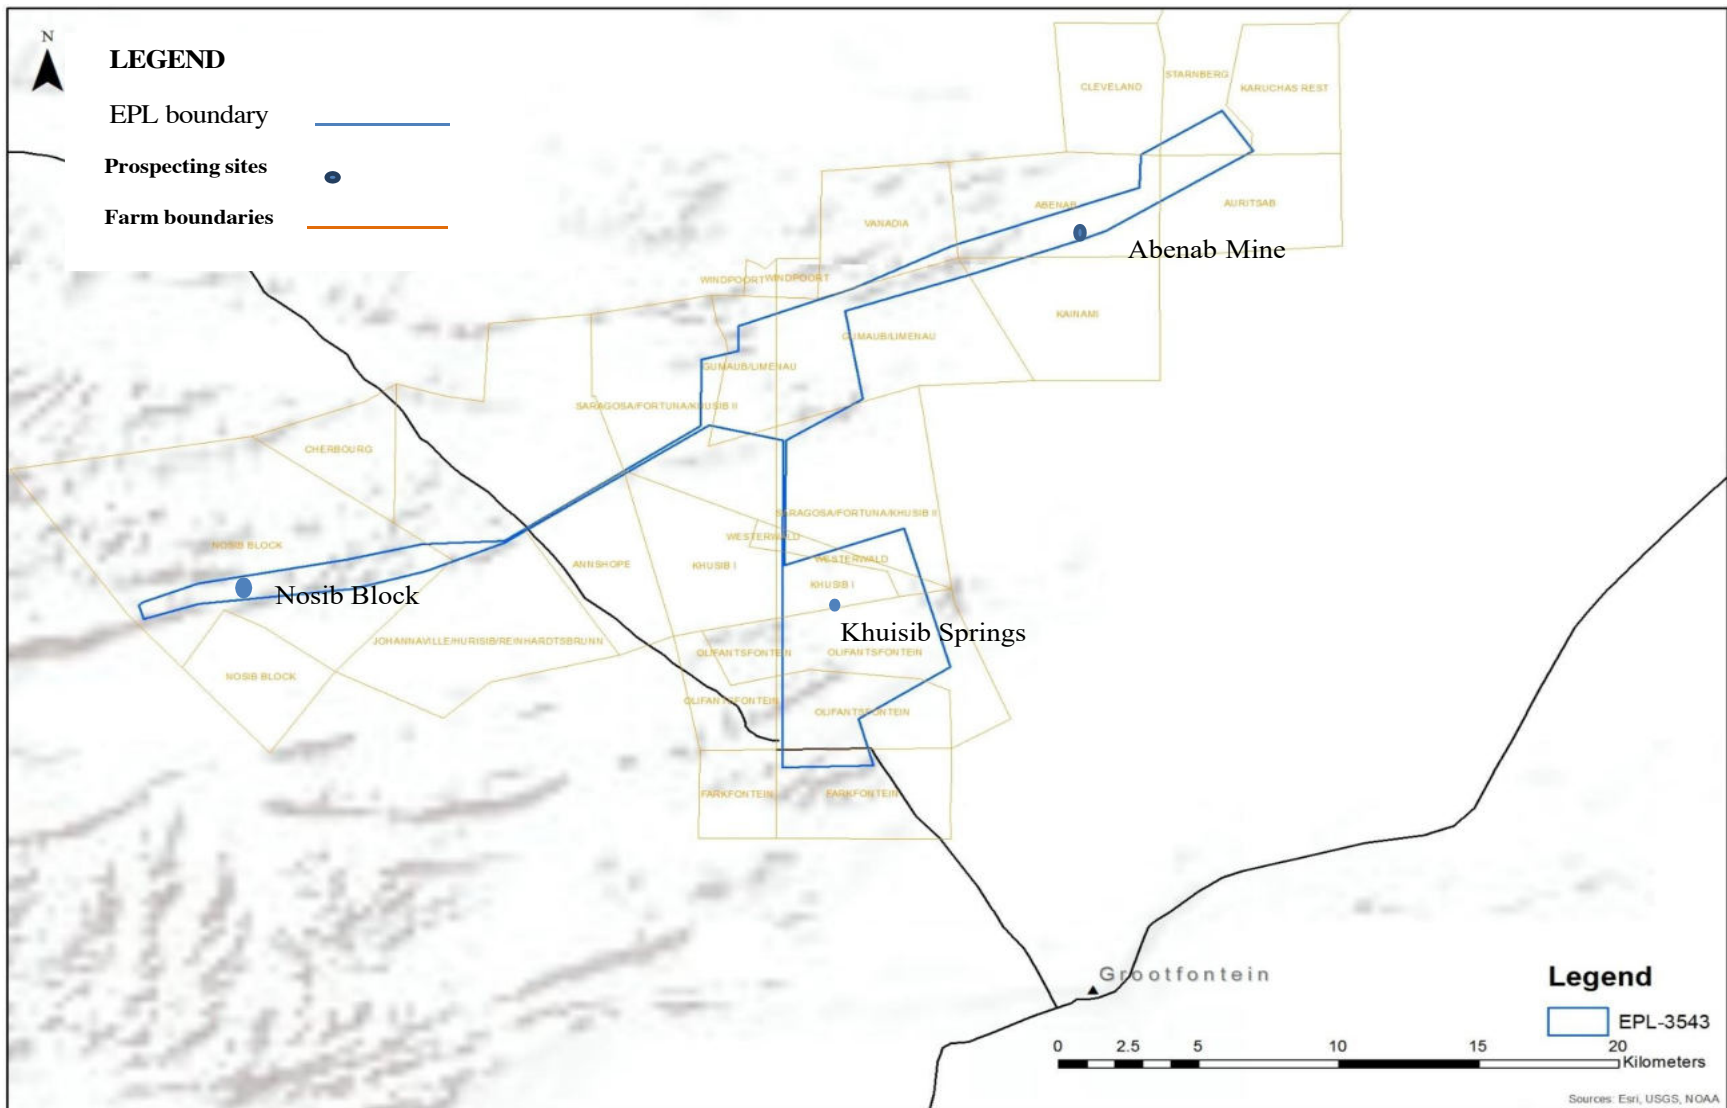 N
LEGEND
EPL boundary
Prospecting sites
Farm boundaries
STARNBERG
CLEVELAND
KARUCHAS REST
ABENAB
AURITSAB
VANADIA
Abenab Mine
WINDPOORT
WINDPOORT
KAINAMI
GUMAUB/LIMENAU
GUMAUB/LIMENAU
SARAGOSA/FORTUNA/KHUSIB II
CHERBOURG
SARAGOSA/FORTUNA/KHUSIB II
WESTERWALD
NOSIB BLOCK
WESTERWALD
ANNSHOPE
KHUSIB I
KHUSIB I
Nosib Block
Khuisib Springs
JOHANNAVILLE/HURISIB/REINHARDTSBRUNN
OLIFANTSFONTEIN
OLIFANTSFONTEIN
NOSIB BLOCK
OLIFANTSFONTEIN
OLIFANTSFONTEIN
FARKFONTEIN
FARKFONTEIN
Grootfontein
Legend
EPL-3543
0 2.5 5 10 15 20
Kilometers
Sources: Esri, USGS, NOAA